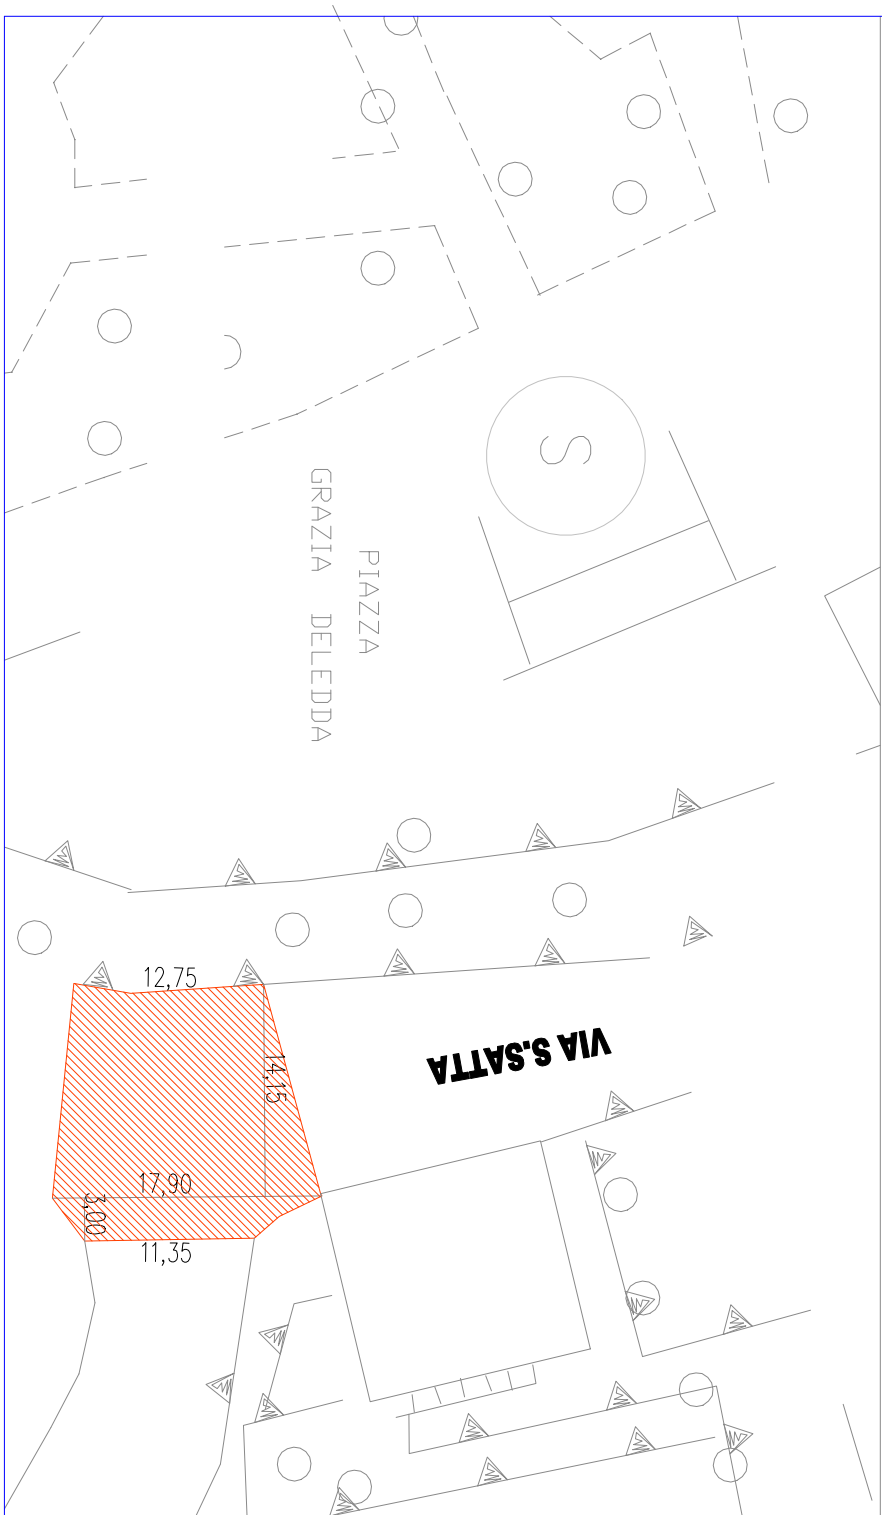 S
PIAZZA
GRAZIA DELEDDA
12,75
VIA S.SATTA
14,15
17,90
3,00
11,35